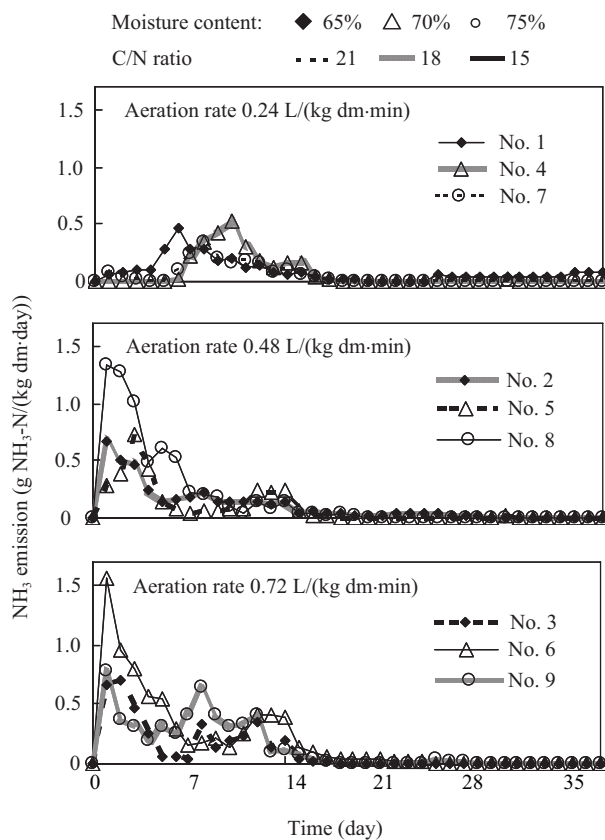 Moisture content: 65% 70% 75%
C/N ratio 21 18 15
Aeration rate 0.24 L/(kg dm·min)
1.5
1.0
0.5
0
No. 1
No. 4
No. 7
Aeration rate 0.48 L/(kg dm·min)
1.5
1.0
0.5
0
No. 2
No. 5
No. 8
Aeration rate 0.72 L/(kg dm·min)
1.5
1.0
0.5
0
No. 3
No. 6
No. 9
NH₃ emission (g NH₃-N/(kg dm·day))
0 7 14 21 28 35
Time (day)